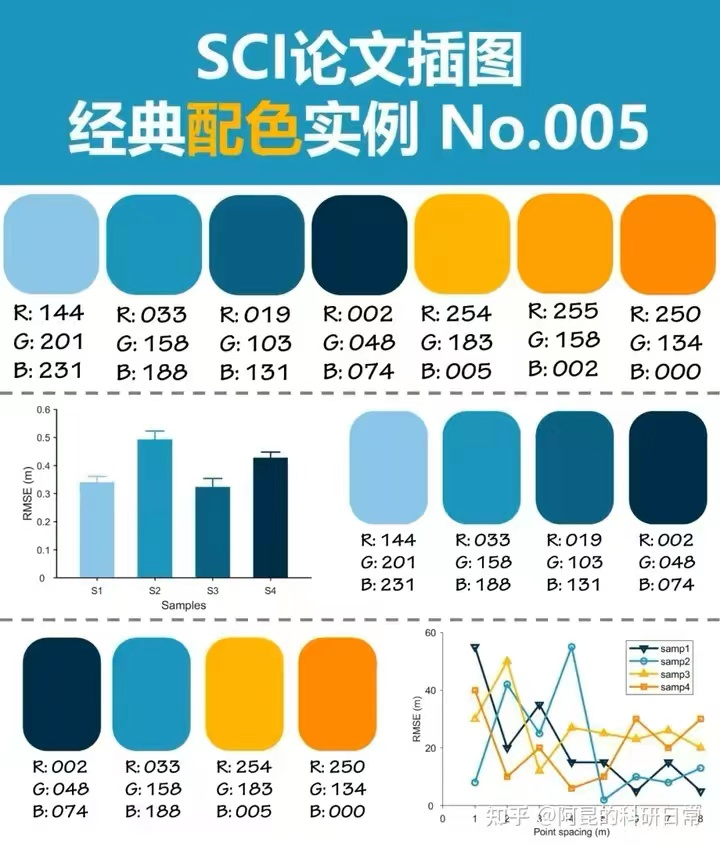 SCI论文插图
经典配色实例 No.005
R: 144
G: 201
B: 231
R: 033
G: 158
B: 188
R: 019
G: 103
B: 131
R: 002
G: 048
B: 074
R: 254
G: 183
B: 005
R: 255
G: 158
B: 002
R: 250
G: 134
B: 000
0.6
0.5
0.4
0.3
0.2
0.1
0
RMSE (m)
S1 S2 S3 S4
Samples
R: 144
G: 201
B: 231
R: 033
G: 158
B: 188
R: 019
G: 103
B: 131
R: 002
G: 048
B: 074
R: 002
G: 048
B: 074
R: 033
G: 158
B: 188
R: 254
G: 183
B: 005
R: 250
G: 134
B: 000
60
40
20
0
RMSE (m)
samp1
samp2
samp3
samp4
0 1 2 3 4 5 6 7 8
Point spacing (m)
知乎 @阿昆的科研日常